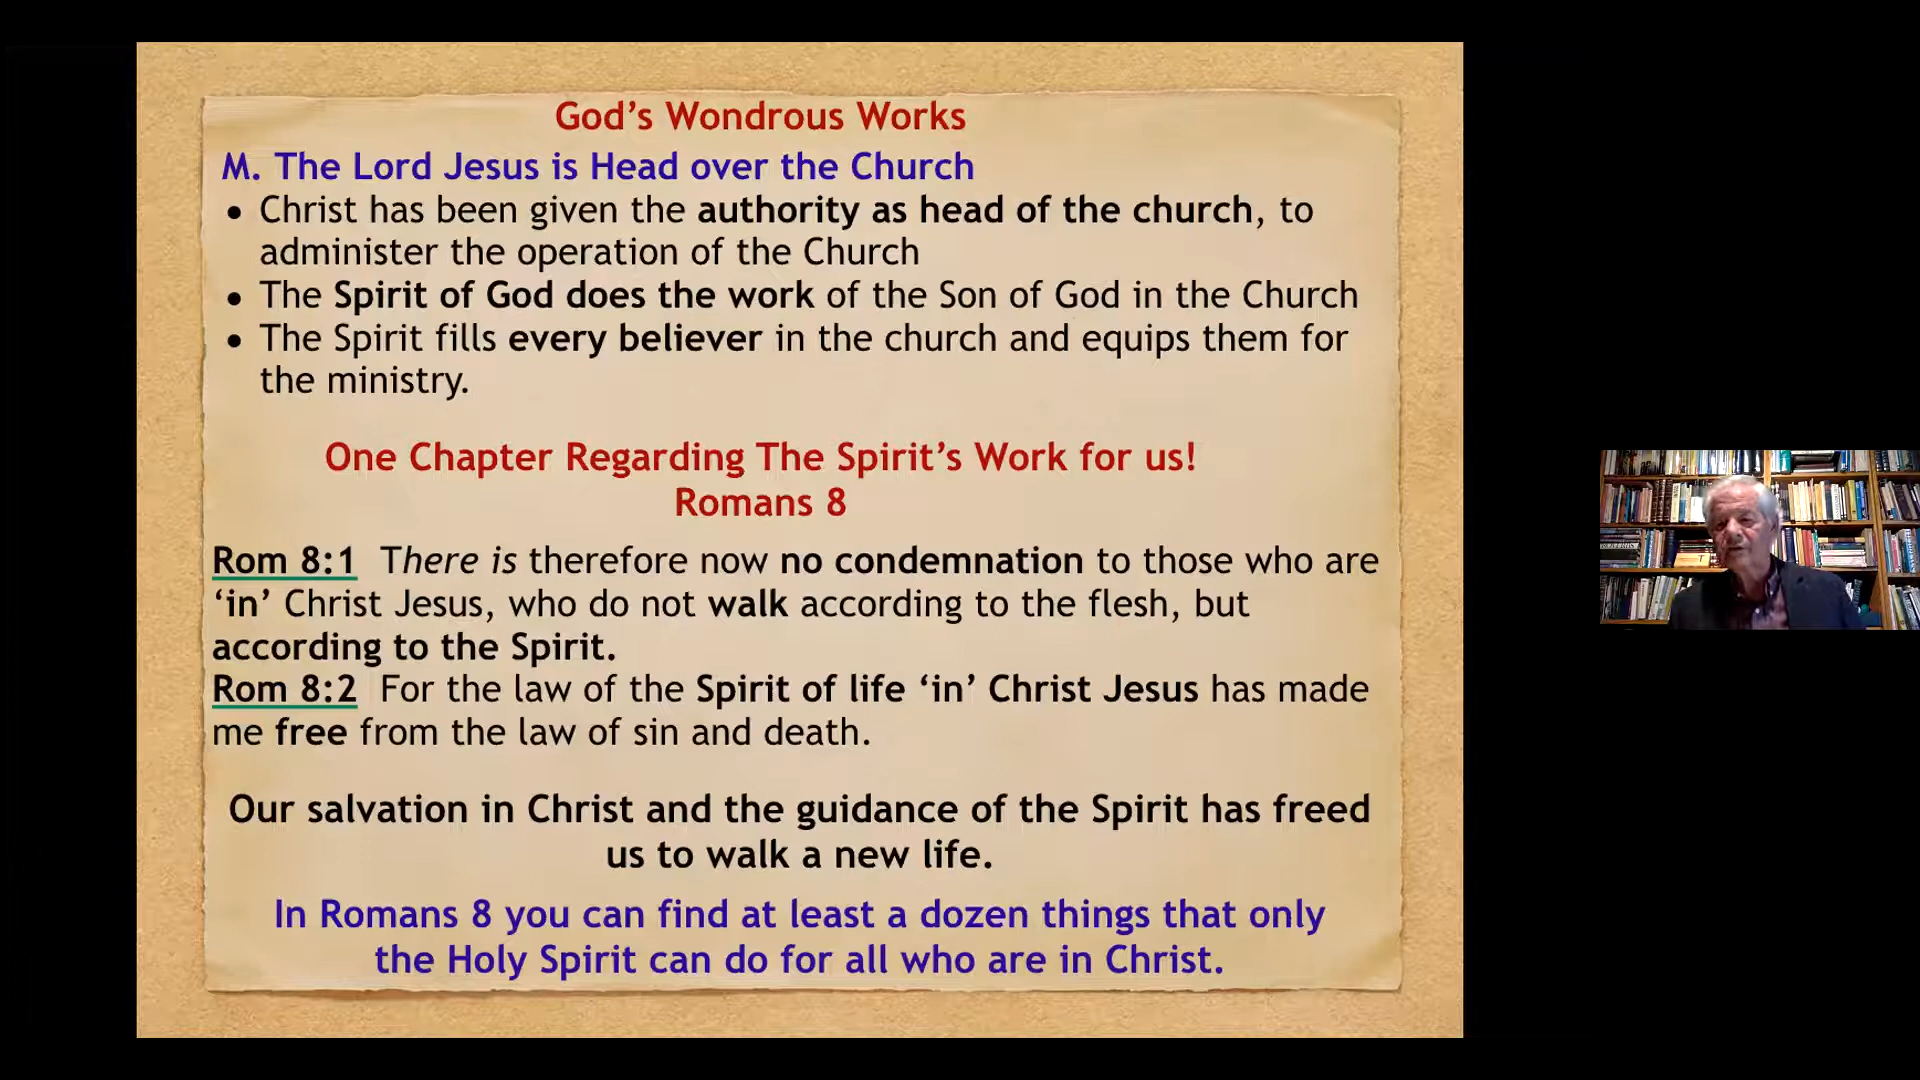 God’s Wondrous Works
M. The Lord Jesus is Head over the Church
• Christ has been given the authority as head of the church, to
administer the operation of the Church
• The Spirit of God does the work of the Son of God in the Church
• The Spirit fills every believer in the church and equips them for
the ministry.
One Chapter Regarding The Spirit’s Work for us!
Romans 8
Rom 8:1 There is therefore now no condemnation to those who are
‘in’ Christ Jesus, who do not walk according to the flesh, but
according to the Spirit.
Rom 8:2 For the law of the Spirit of life ‘in’ Christ Jesus has made
me free from the law of sin and death.
Our salvation in Christ and the guidance of the Spirit has freed
us to walk a new life.
In Romans 8 you can find at least a dozen things that only
the Holy Spirit can do for all who are in Christ.